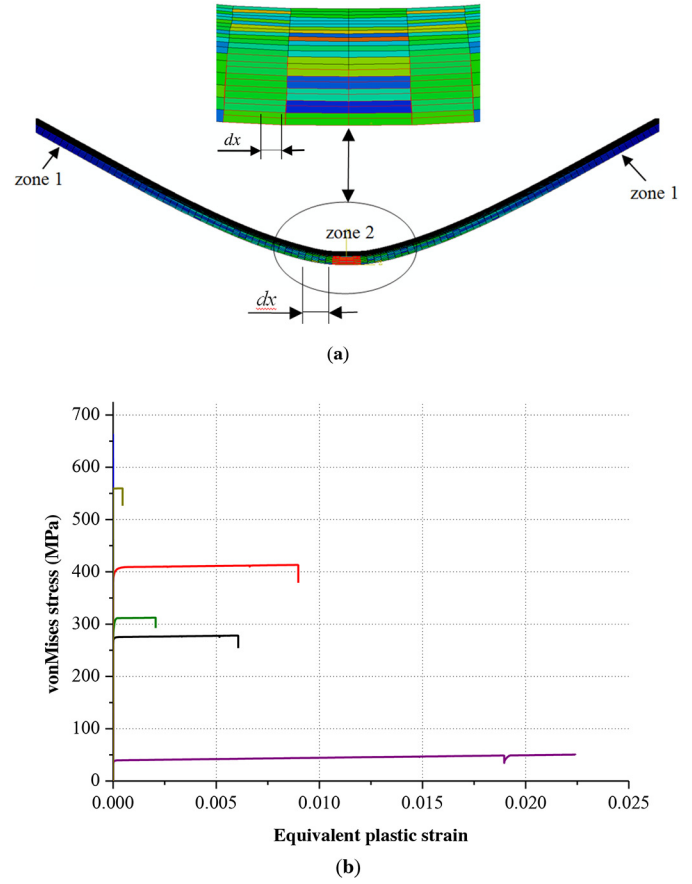 dx
zone 1
zone 1
zone 2
dx
(a)
700
600
500
400
300
200
100
0
vonMises stress (MPa)
0.000
0.005
0.010
0.015
0.020
0.025
Equivalent plastic strain
(b)